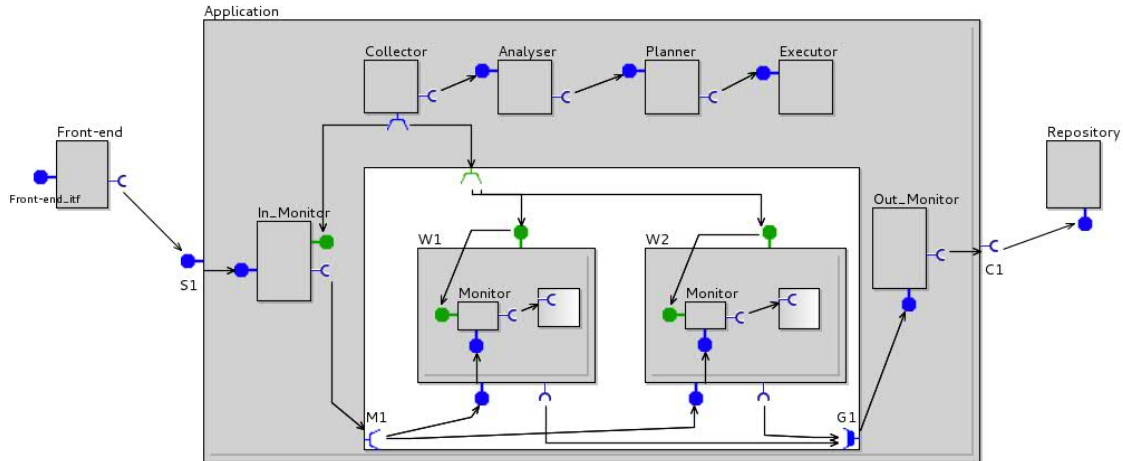 Application
Collector
Analyser
Planner
Executor
Front-end
Repository
Front-end_itf
In_Monitor
Out_Monitor
W1
W2
S1
C1
Monitor
Monitor
M1
G1